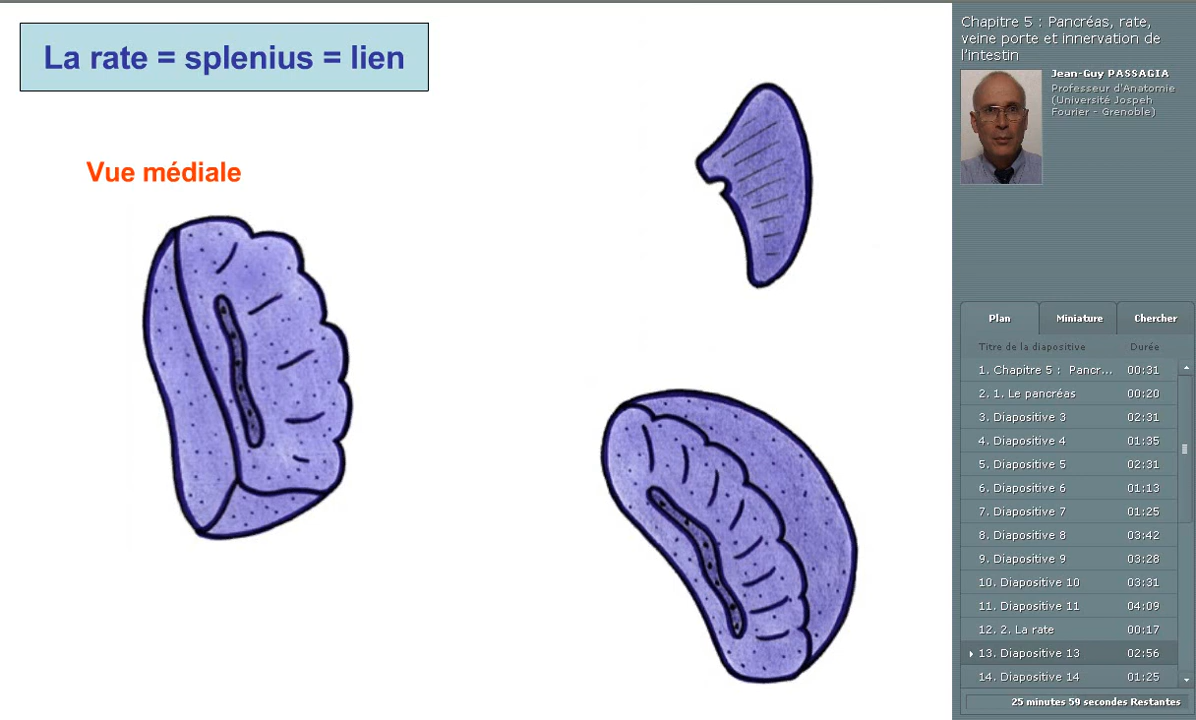 La rate = splenius = lien
Vue médiale
Chapitre 5 : Pancréas, rate,
veine porte et innervation de
l'intestin
Jean-Guy PASSAGIA
Professeur d'Anatomie
(Université Jospeh
Fourier - Grenoble)
Plan Miniature Chercher
Titre de la diapositive Durée
1. Chapitre 5 : Pancr... 00:31
2. 1. Le pancréas 00:20
3. Diapositive 3 02:31
4. Diapositive 4 01:35
5. Diapositive 5 02:31
6. Diapositive 6 01:13
7. Diapositive 7 01:25
8. Diapositive 8 03:42
9. Diapositive 9 03:28
10. Diapositive 10 03:31
11. Diapositive 11 04:09
12. 2. La rate 00:17
13. Diapositive 13 02:56
14. Diapositive 14 01:25
25 minutes 59 secondes Restantes